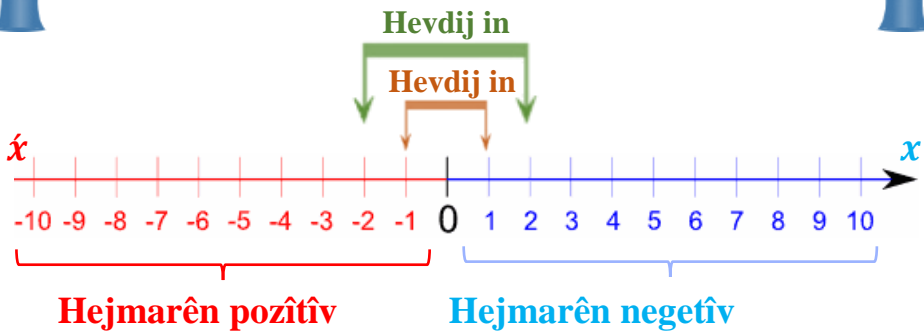 Hevdij in
Hevdij in
x́ x
-10 -9 -8 -7 -6 -5 -4 -3 -2 -1 0 1 2 3 4 5 6 7 8 9 10
Hejmarên pozîtîv Hejmarên negetîv